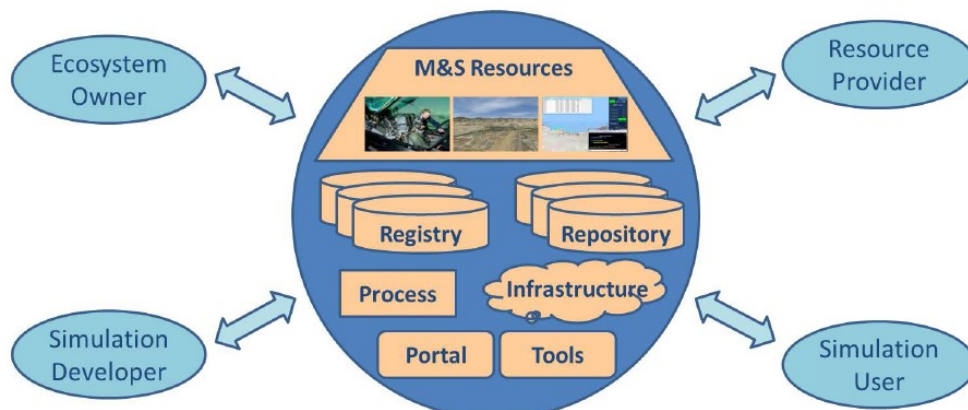 Ecosystem
Owner
M&S Resources
Resource
Provider
Registry
Repository
Process
Infrastructure
Simulation
Developer
Portal
Tools
Simulation
User